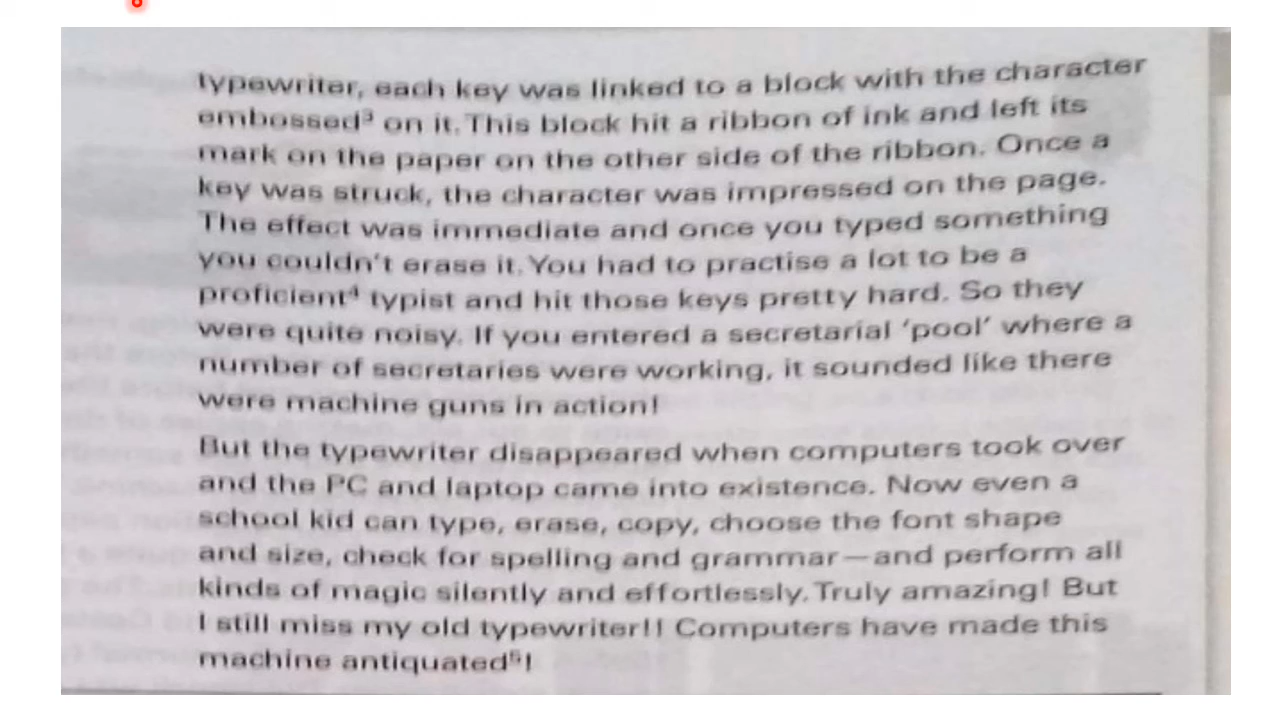 typewriter, each key was linked to a block with the character
embossed³ on it. This block hit a ribbon of ink and left its
mark on the paper on the other side of the ribbon. Once a
key was struck, the character was impressed on the page.
The effect was immediate and once you typed something
you couldn't erase it. You had to practise a lot to be a
proficient⁴ typist and hit those keys pretty hard. So they
were quite noisy. If you entered a secretarial 'pool' where a
number of secretaries were working, it sounded like there
were machine guns in action!
But the typewriter disappeared when computers took over
and the PC and laptop came into existence. Now even a
school kid can type, erase, copy, choose the font shape
and size, check for spelling and grammar—and perform all
kinds of magic silently and effortlessly. Truly amazing! But
I still miss my old typewriter!! Computers have made this
machine antiquated⁵!